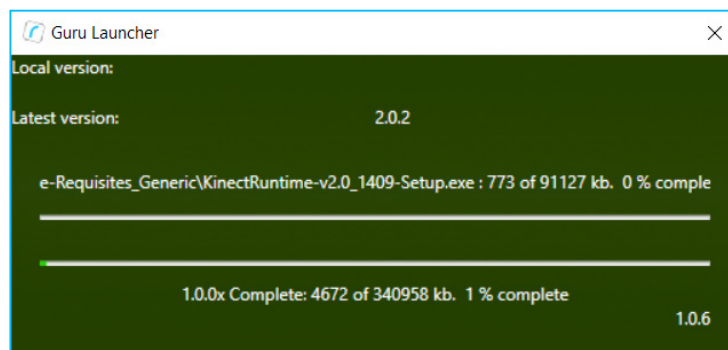 Guru Launcher
Local version:
Latest version: 2.0.2
e-Requisites_Generic\KinectRuntime-v2.0_1409-Setup.exe : 773 of 91127 kb.  0 % comple
1.0.0x Complete: 4672 of 340958 kb.  1 % complete
1.0.6